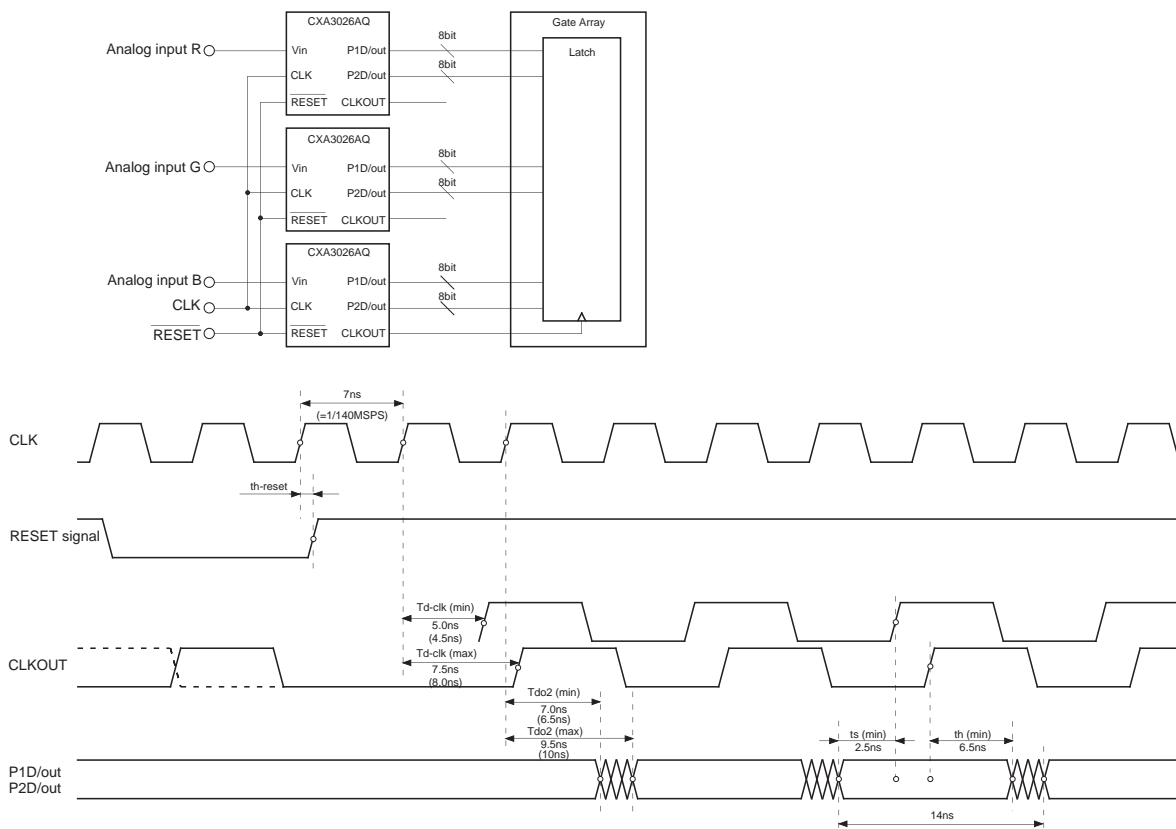 CXA3026AQ
Gate Array
Analog input R
Vin
P1D/out
8bit
Latch
CLK
P2D/out
8bit
RESET
CLKOUT
CXA3026AQ
Analog input G
Vin
P1D/out
8bit
CLK
P2D/out
8bit
RESET
CLKOUT
CXA3026AQ
Analog input B
Vin
P1D/out
8bit
CLK
CLK
P2D/out
8bit
RESET
RESET
CLKOUT
7ns
(=1/140MSPS)
CLK
th-reset
RESET signal
Td-clk (min)
5.0ns
(4.5ns)
CLKOUT
Td-clk (max)
7.5ns
(8.0ns)
Tdo2 (min)
7.0ns
(6.5ns)
Tdo2 (max)
9.5ns
(10ns)
ts (min)
2.5ns
th (min)
6.5ns
P1D/out
P2D/out
14ns